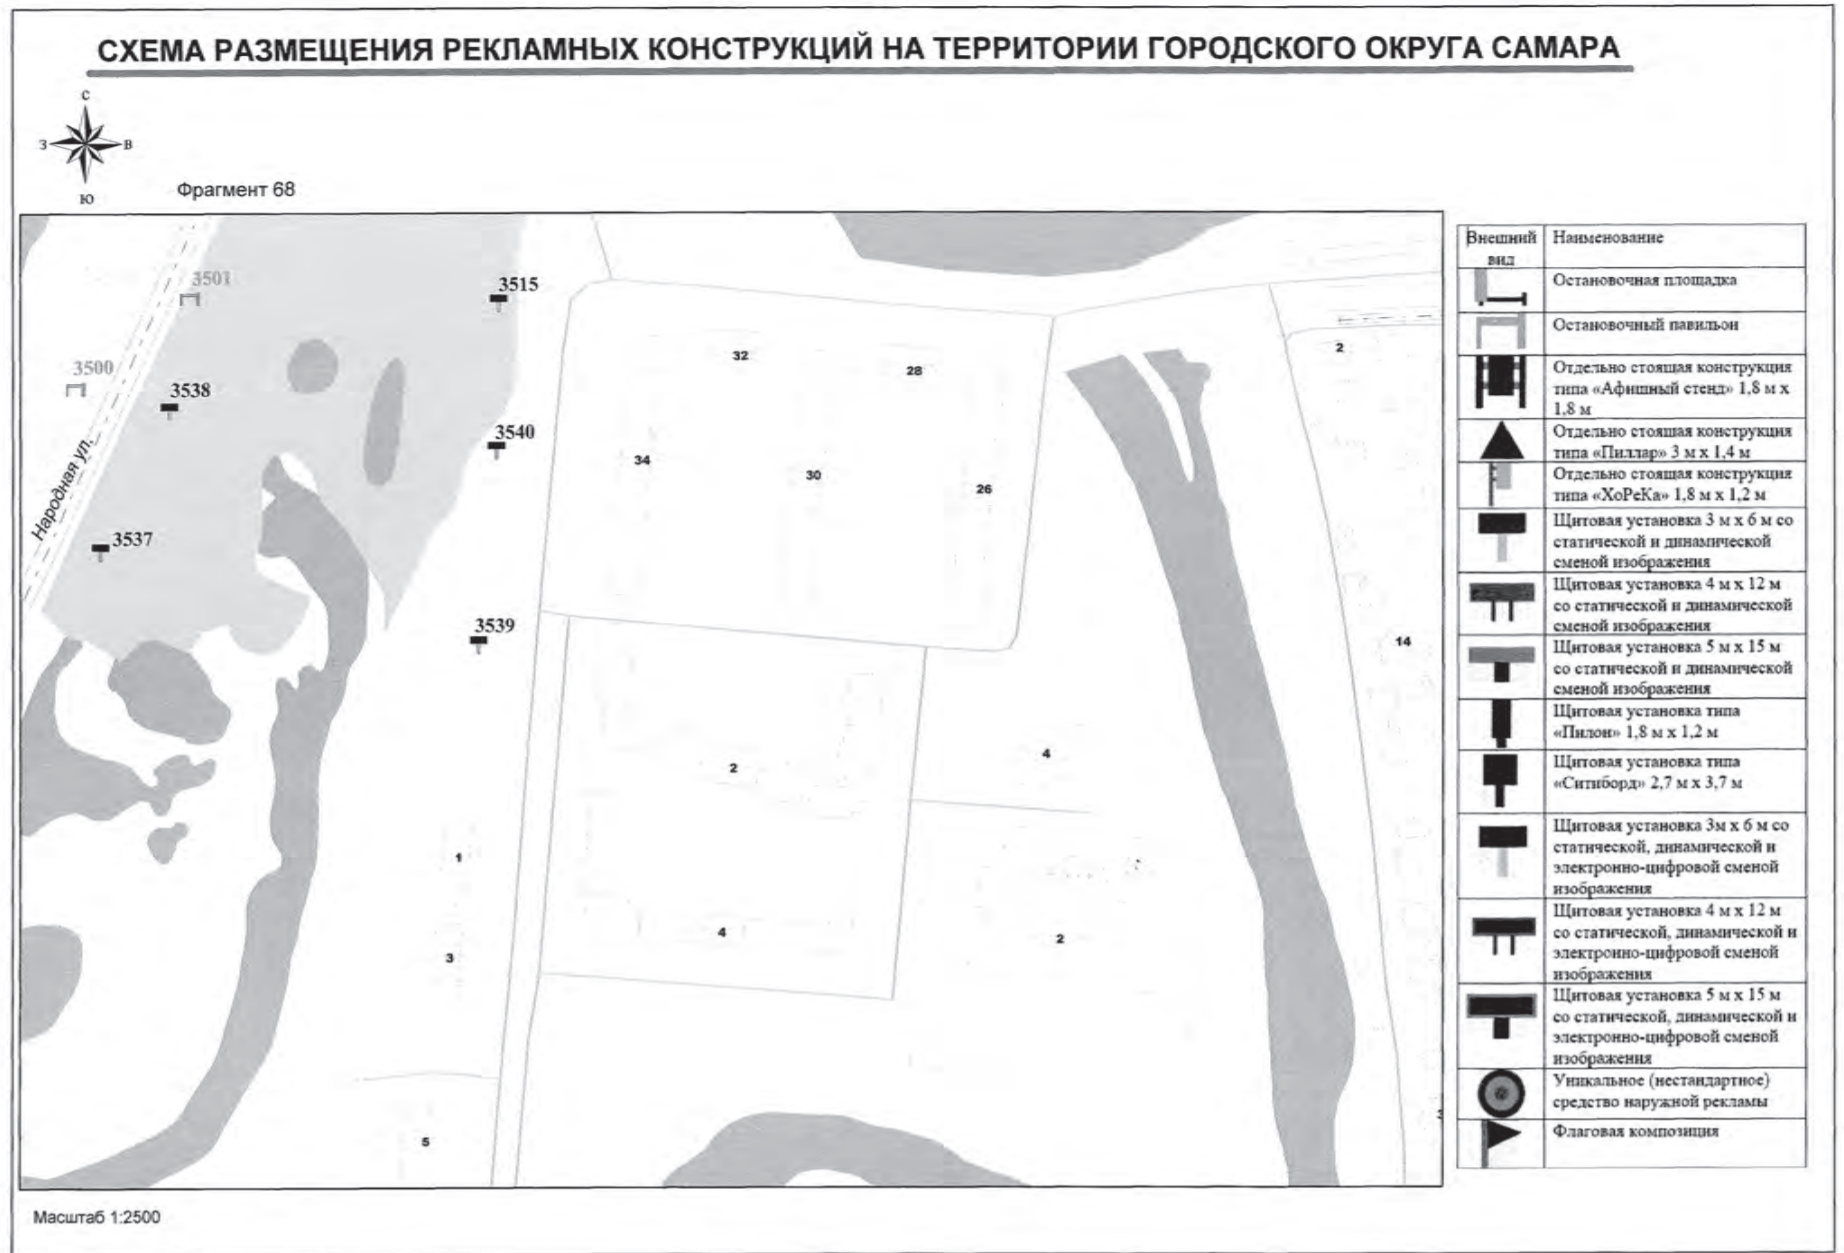 СХЕМА РАЗМЕЩЕНИЯ РЕКЛАМНЫХ КОНСТРУКЦИЙ НА ТЕРРИТОРИИ ГОРОДСКОГО ОКРУГА САМАРА
С
З
В
Ю
Фрагмент 68
3501
3515
3500
3538
3540
3537
3539
Народная ул.
32
28
34
30
26
2
14
2
4
1
4
2
3
5
Внешний
вид
Наименование
Остановочная площадка
Остановочный павильон
Отдельно стоящая конструкция
типа «Афишный стенд» 1,8 м х
1,8 м
Отдельно стоящая конструкция
типа «Пиллар» 3 м х 1,4 м
Отдельно стоящая конструкция
типа «ХоРеКа» 1,8 м х 1,2 м
Щитовая установка 3 м х 6 м со
статической и динамической
сменой изображения
Щитовая установка 4 м х 12 м
со статической и динамической
сменой изображения
Щитовая установка 5 м х 15 м
со статической и динамической
сменой изображения
Щитовая установка типа
«Пилон» 1,8 м х 1,2 м
Щитовая установка типа
«Ситиборд» 2,7 м х 3,7 м
Щитовая установка 3м х 6 м со
статической, динамической и
электронно-цифровой сменой
изображения
Щитовая установка 4 м х 12 м
со статической, динамической и
электронно-цифровой сменой
изображения
Щитовая установка 5 м х 15 м
со статической, динамической и
электронно-цифровой сменой
изображения
Уникальное (нестандартное)
средство наружной рекламы
Флаговая композиция
Масштаб 1:2500